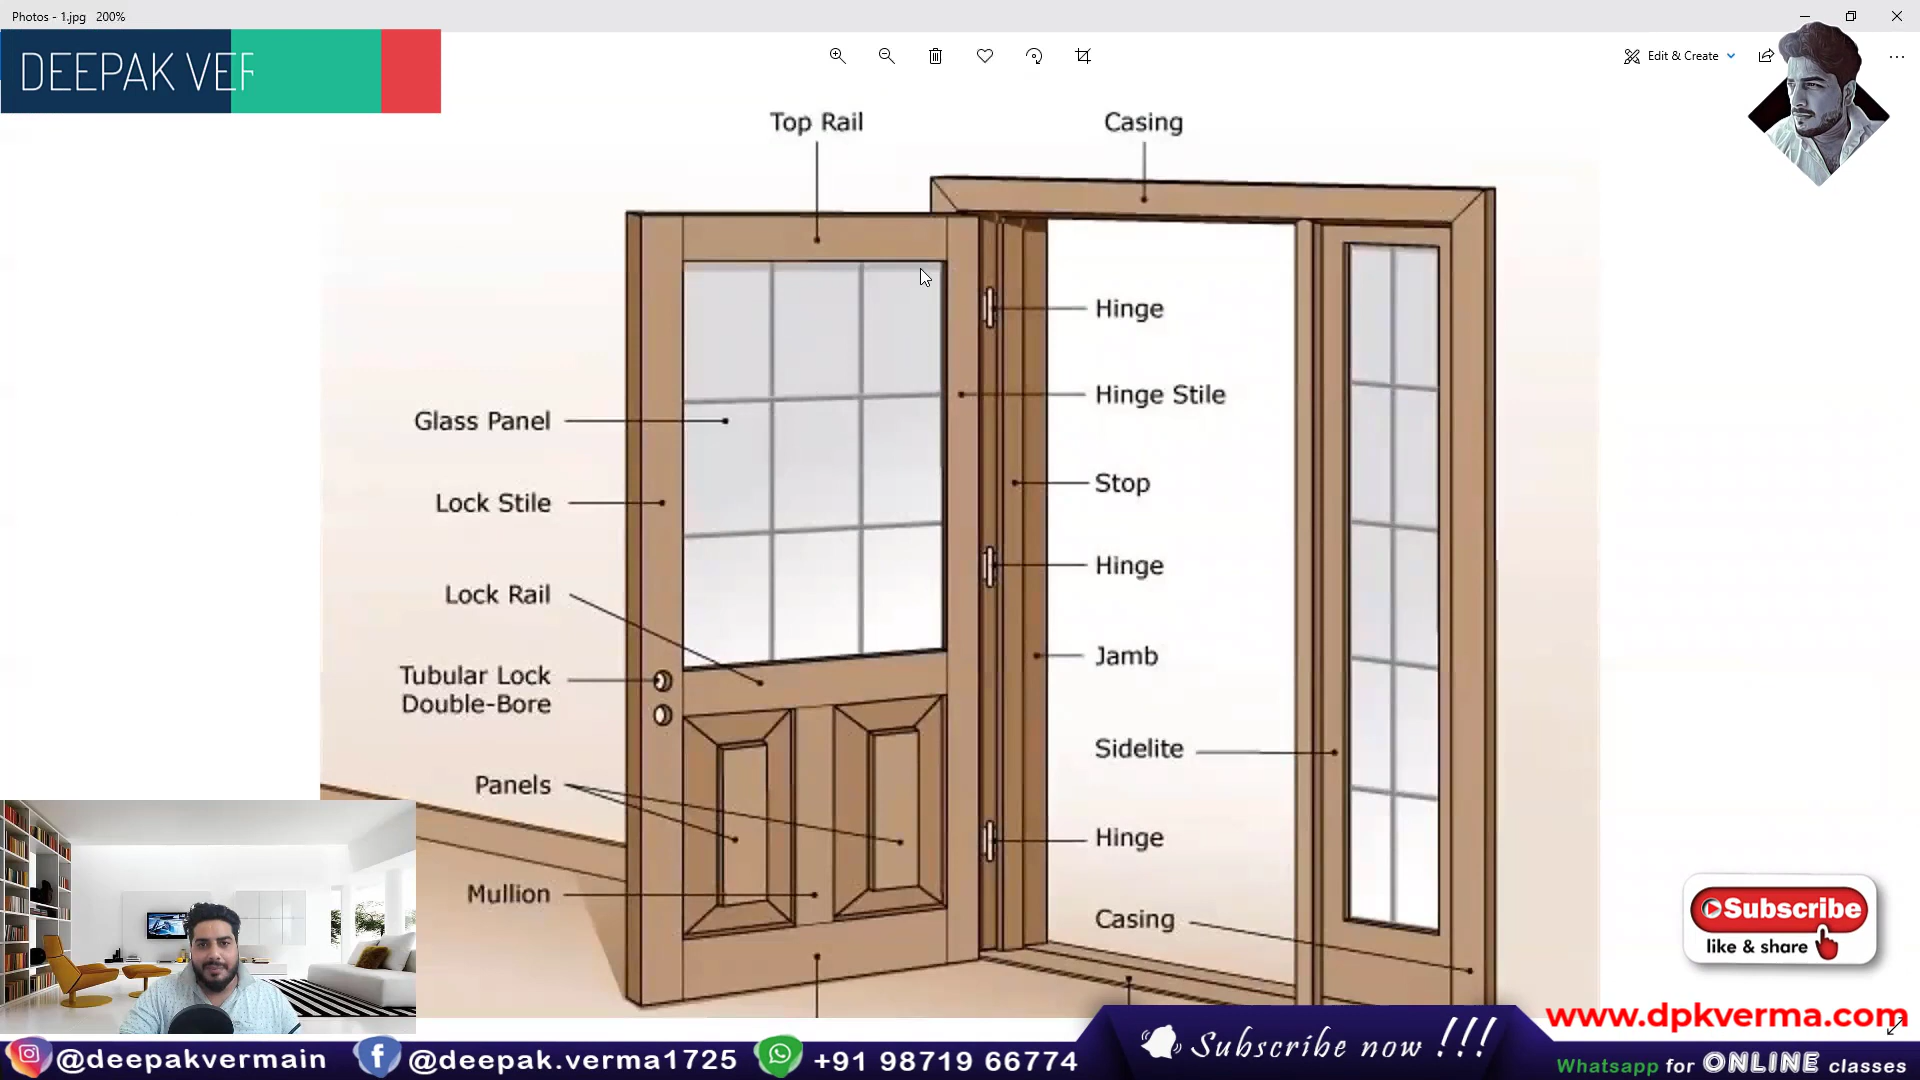 Photos - 1.jpg 200%
DEEPAK VER
Edit & Create
Top Rail
Casing
Hinge
Hinge Stile
Glass Panel
Stop
Lock Stile
Hinge
Lock Rail
Jamb
Tubular Lock
Double-Bore
Sidelite
Panels
Hinge
Mullion
Casing
Subscribe
like & share
www.dpkverma.com
@deepakvermain
@deepak.verma1725
+91 98719 66774
Subscribe now !!!
Whatsapp for ONLINE classes